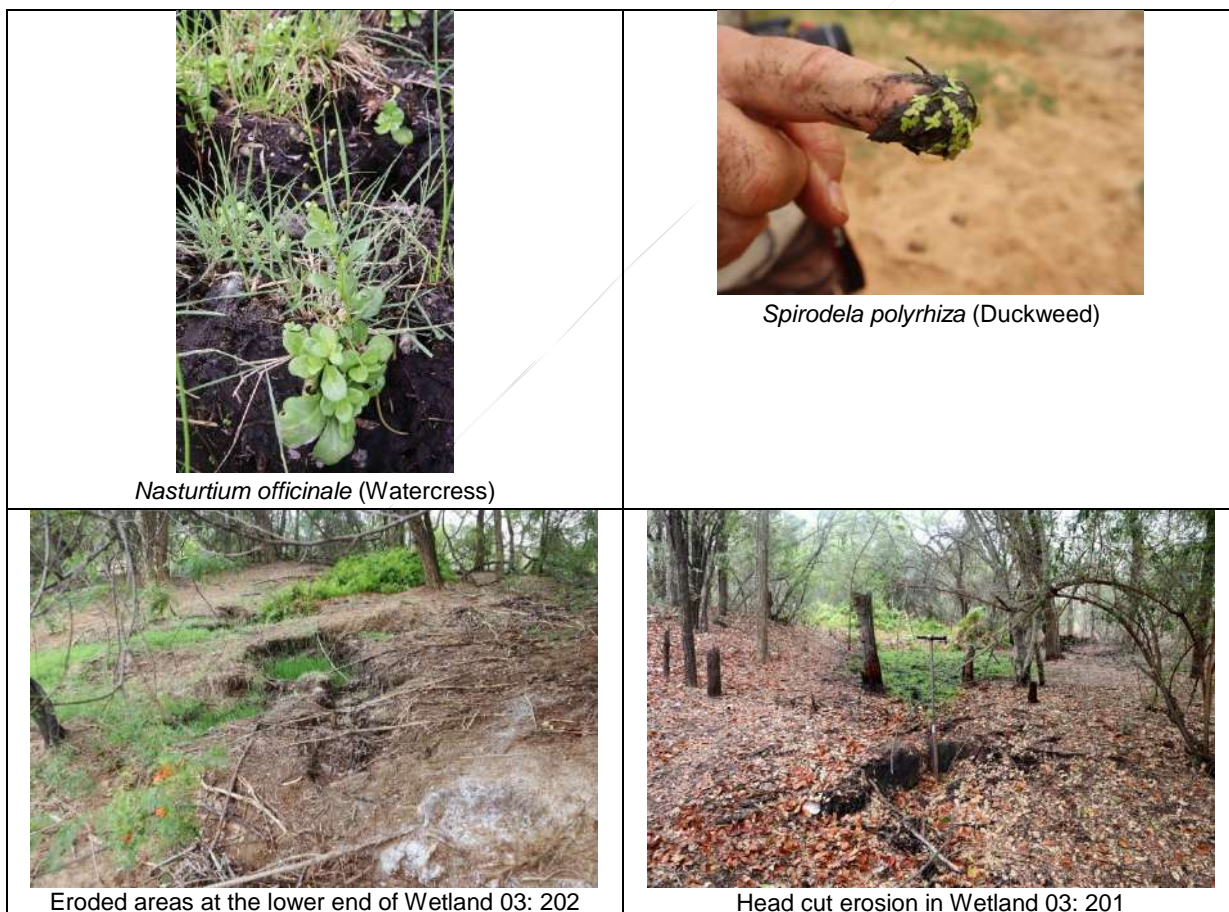 Nasturtium officinale (Watercress)
Spirodela polyrhiza (Duckweed)
Eroded areas at the lower end of Wetland 03: 202
Head cut erosion in Wetland 03: 201